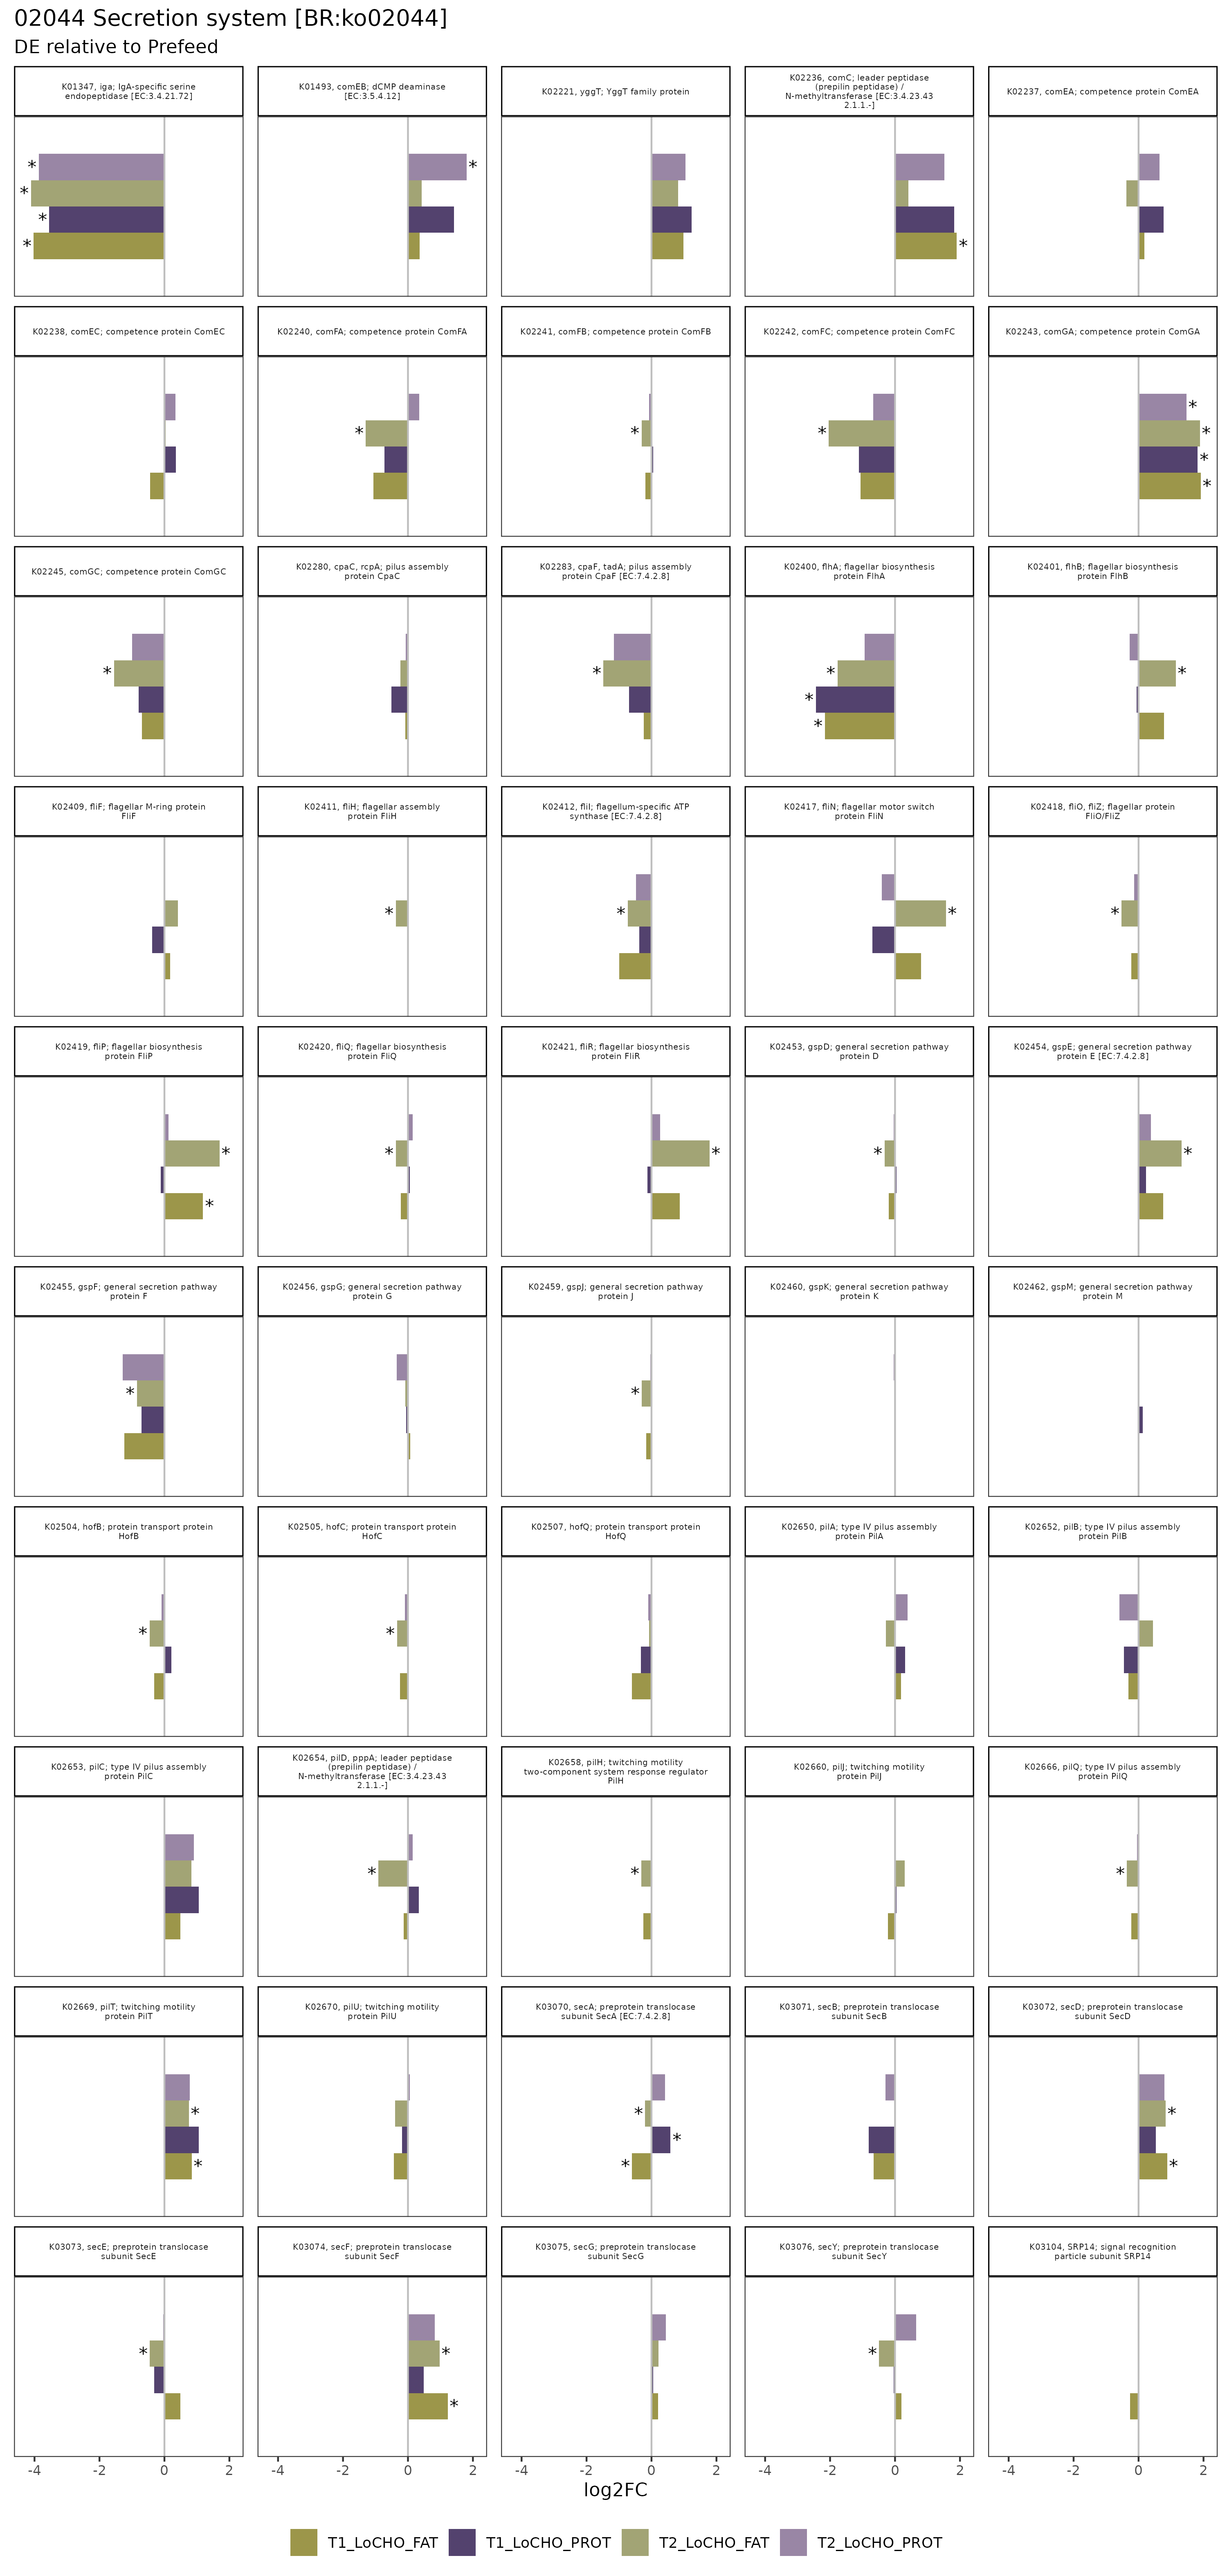 02044 Secretion system [BR:ko02044]
DE relative to Prefeed
K01347, iga; IgA-specific serine
endopeptidase [EC:3.4.21.72]
K01493, comEB; dCMP deaminase
[EC:3.5.4.12]
K02221, yggT; YggT family protein
K02236, comC; leader peptidase
(prepilin peptidase) /
N-methyltransferase [EC:3.4.23.43
2.1.1.-]
K02237, comEA; competence protein ComEA
*
*
*
*
*
*
K02238, comEC; competence protein ComEC
K02240, comFA; competence protein ComFA
K02241, comFB; competence protein ComFB
K02242, comFC; competence protein ComFC
K02243, comGA; competence protein ComGA
*
*
*
*
*
*
*
K02245, comGC; competence protein ComGC
K02280, cpaC, rcpA; pilus assembly
protein CpaC
K02283, cpaF, tadA; pilus assembly
protein CpaF [EC:7.4.2.8]
K02400, flhA; flagellar biosynthesis
protein FlhA
K02401, flhB; flagellar biosynthesis
protein FlhB
*
*
*
*
*
*
K02409, fliF; flagellar M-ring protein
FliF
K02411, fliH; flagellar assembly
protein FliH
K02412, fliI; flagellum-specific ATP
synthase [EC:7.4.2.8]
K02417, fliN; flagellar motor switch
protein FliN
K02418, fliO, fliZ; flagellar protein
FliO/FliZ
*
*
*
*
K02419, fliP; flagellar biosynthesis
protein FliP
K02420, fliQ; flagellar biosynthesis
protein FliQ
K02421, fliR; flagellar biosynthesis
protein FliR
K02453, gspD; general secretion pathway
protein D
K02454, gspE; general secretion pathway
protein E [EC:7.4.2.8]
*
*
*
*
*
*
K02455, gspF; general secretion pathway
protein F
K02456, gspG; general secretion pathway
protein G
K02459, gspJ; general secretion pathway
protein J
K02460, gspK; general secretion pathway
protein K
K02462, gspM; general secretion pathway
protein M
*
*
K02504, hofB; protein transport protein
HofB
K02505, hofC; protein transport protein
HofC
K02507, hofQ; protein transport protein
HofQ
K02650, pilA; type IV pilus assembly
protein PilA
K02652, pilB; type IV pilus assembly
protein PilB
*
*
K02653, pilC; type IV pilus assembly
protein PilC
K02654, pilD, pppA; leader peptidase
(prepilin peptidase) /
N-methyltransferase [EC:3.4.23.43
2.1.1.-]
K02658, pilH; twitching motility
two-component system response regulator
PilH
K02660, pilJ; twitching motility
protein PilJ
K02666, pilQ; type IV pilus assembly
protein PilQ
*
*
*
K02669, pilT; twitching motility
protein PilT
K02670, pilU; twitching motility
protein PilU
K03070, secA; preprotein translocase
subunit SecA [EC:7.4.2.8]
K03071, secB; preprotein translocase
subunit SecB
K03072, secD; preprotein translocase
subunit SecD
*
*
*
*
*
*
*
K03073, secE; preprotein translocase
subunit SecE
K03074, secF; preprotein translocase
subunit SecF
K03075, secG; preprotein translocase
subunit SecG
K03076, secY; preprotein translocase
subunit SecY
K03104, SRP14; signal recognition
particle subunit SRP14
*
*
*
*
-4 -2 0 2 -4 -2 0 2 -4 -2 0 2 -4 -2 0 2 -4 -2 0 2
log2FC
T1_LoCHO_FAT T1_LoCHO_PROT T2_LoCHO_FAT T2_LoCHO_PROT